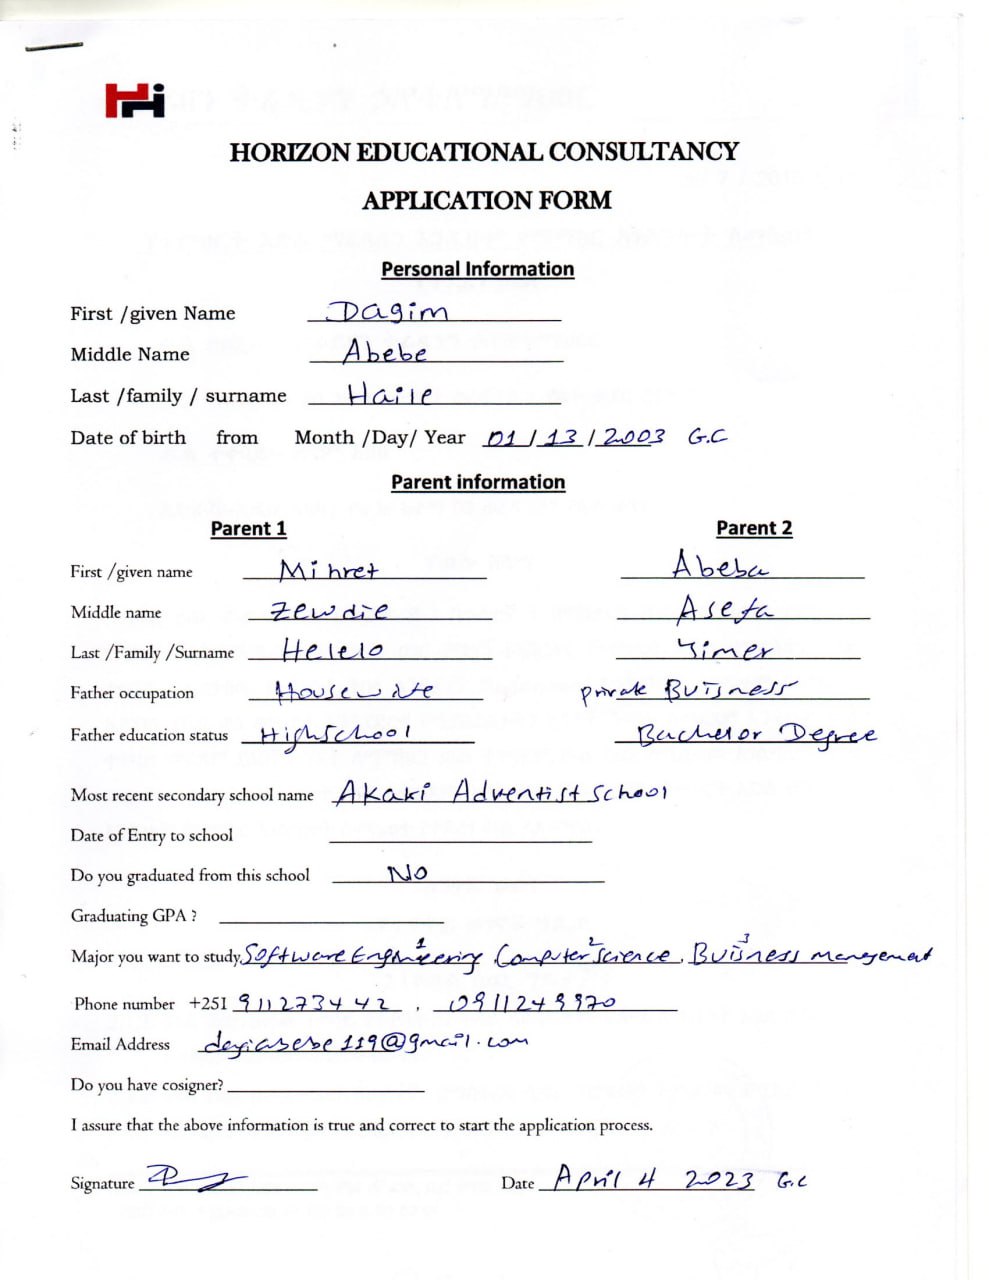 Hi
HORIZON EDUCATIONAL CONSULTANCY
APPLICATION FORM
Personal Information
First /given Name Dagim
Middle Name Abebe
Last /family / surname Haile
Date of birth from Month /Day/ Year 01 / 13 / 2003 G.C
Parent information
Parent 1 Parent 2
First /given name Mihret Abeba
Middle name Zewdie Asefa
Last /Family /Surname Helelo Yimer
Father occupation Housewife private Buisness
Father education status Highschool Bachelor Degree
Most recent secondary school name Akaki Adventist school
Date of Entry to school
Do you graduated from this school No
Graduating GPA ?
Major you want to study Software Engineering 1, Computer science 2, Buisness management 3
Phone number +251 911273442 , 0911249970
Email Address @gmail.com
Do you have cosigner?
I assure that the above information is true and correct to start the application process.
Signature Date April 4 2023 G.C